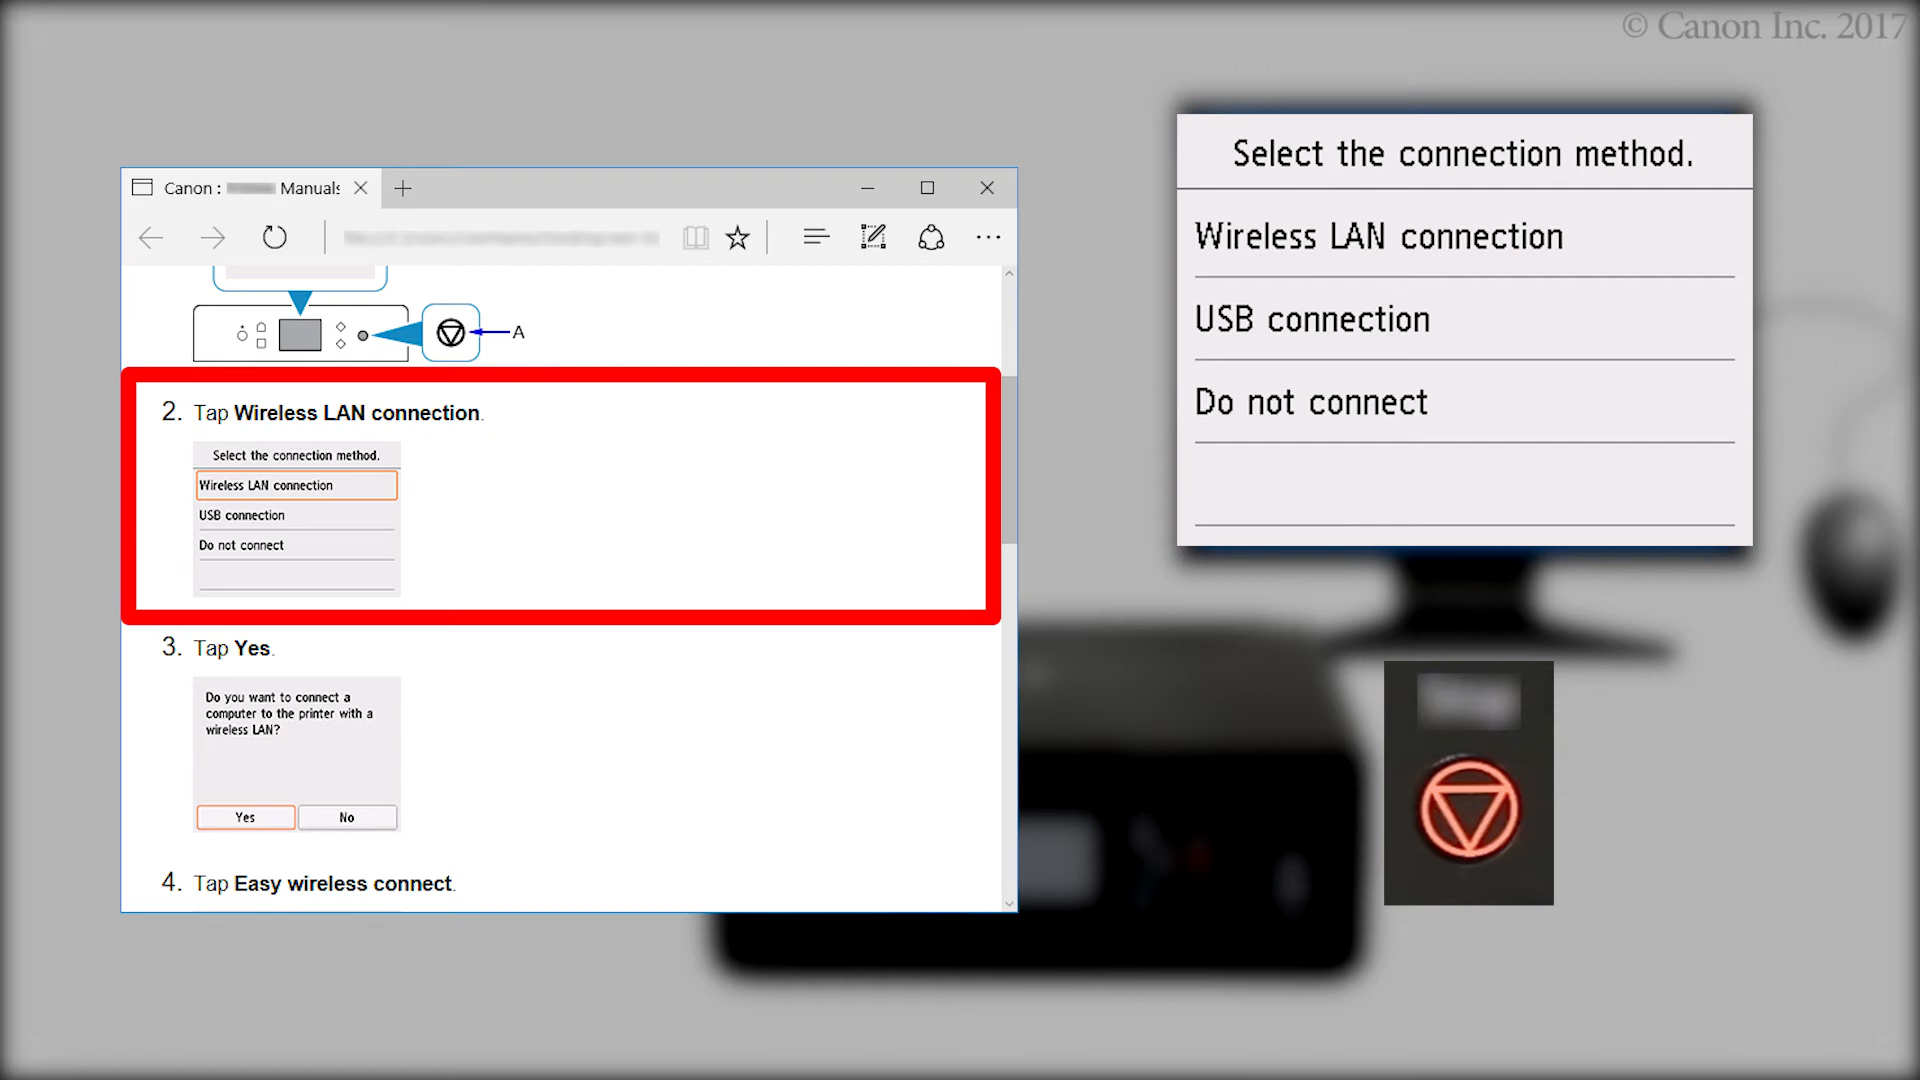 © Canon Inc. 2017
Canon : Manuals
A
2. Tap Wireless LAN connection.
Select the connection method.
Wireless LAN connection
USB connection
Do not connect
3. Tap Yes.
Do you want to connect a
computer to the printer with a
wireless LAN?
Yes No
4. Tap Easy wireless connect.
Select the connection method.
Wireless LAN connection
USB connection
Do not connect